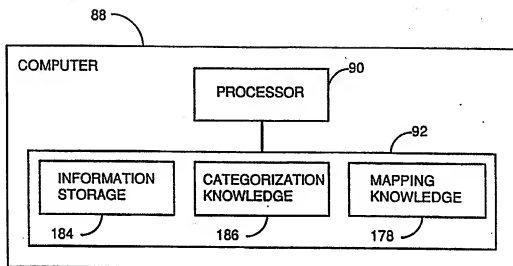 88
COMPUTER
90
PROCESSOR
92
INFORMATION
STORAGE
CATEGORIZATION
KNOWLEDGE
MAPPING
KNOWLEDGE
184
186
178